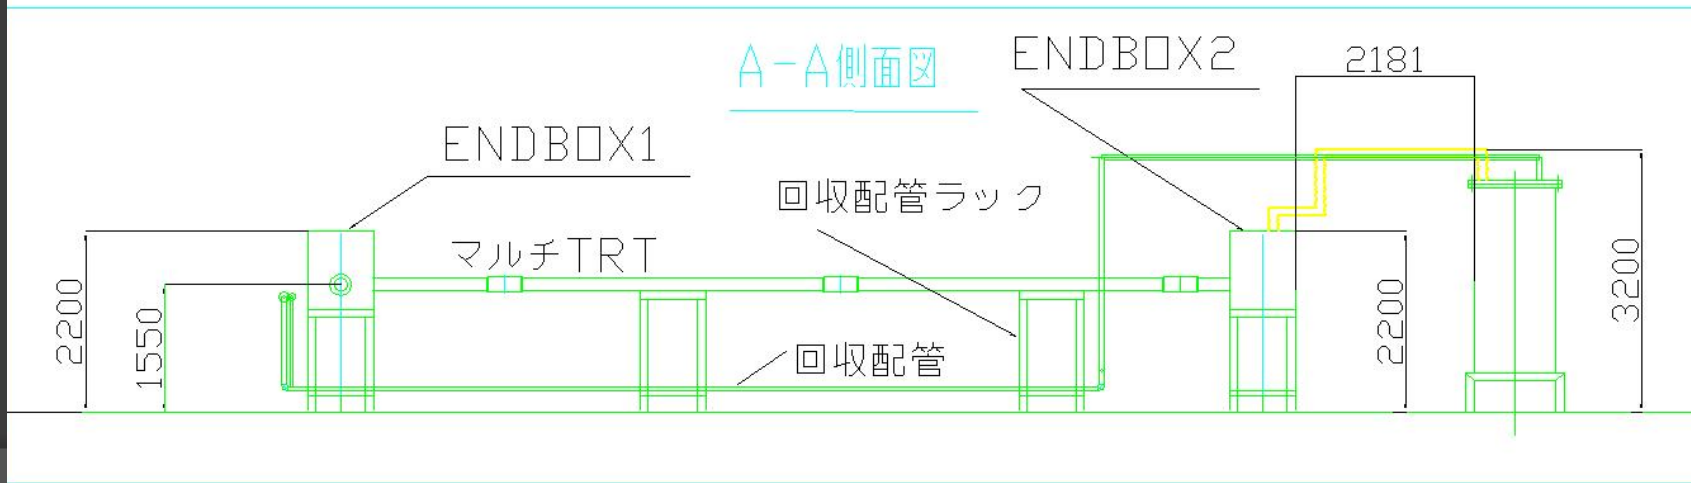 A-A側面図
ENDBOX2
2181
ENDBOX1
回収配管ラック
マルチTRT
2200
1550
回収配管
2200
3200